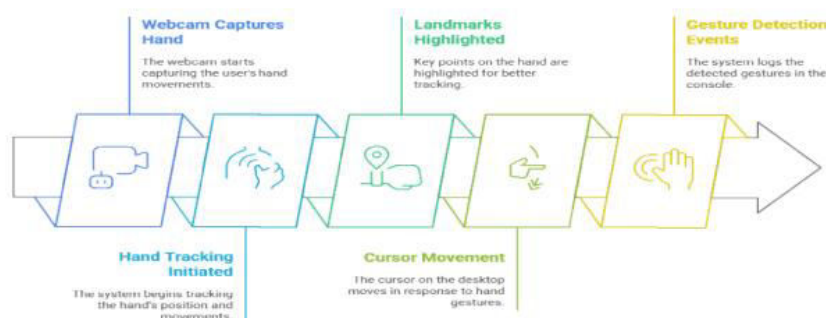 Webcam Captures
Hand
The webcam starts
capturing the user's hand
movements.
Landmarks
Highlighted
Key points on the hand are
highlighted for better
tracking.
Gesture Detection
Events
The system logs the
detected gestures in the
console.
Hand Tracking
Initiated
The system begins tracking
the hand's position and
movements.
Cursor Movement
The cursor on the desktop
moves in response to hand
gestures.